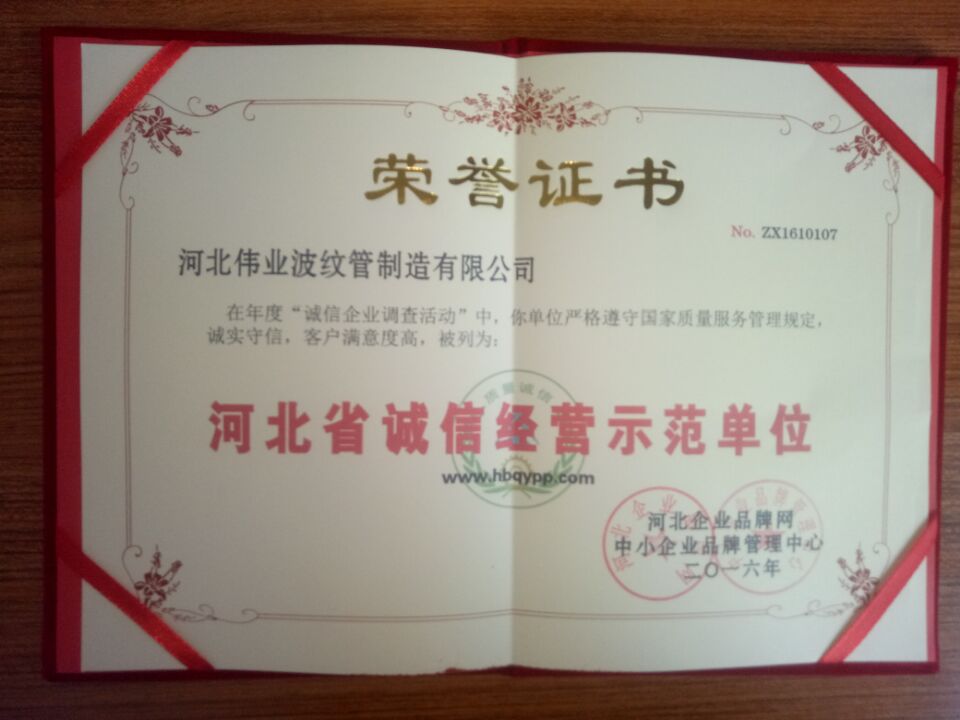 荣誉证书
No. ZX1610107
河北伟业波纹管制造有限公司
在年度“诚信企业调查活动”中，你单位严格遵守国家质量服务管理规定，
诚实守信，客户满意度高，被列为：
质量诚信
河北省诚信经营示范单位
www.hbqypp.com
河北企业品牌网
中小企业品牌管理中心
二〇一六年